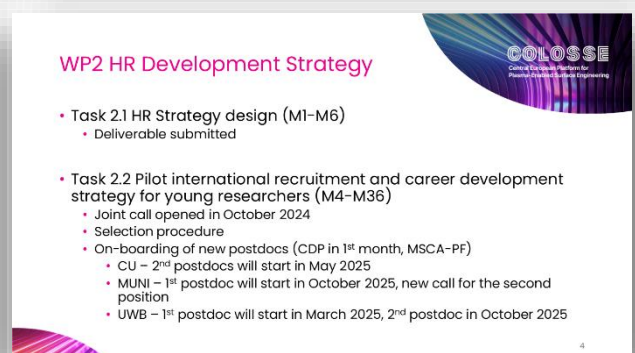 COLOSSE
Central European Platform for
Plasma-Enabled Surface Engineering
WP2 HR Development Strategy
• Task 2.1 HR Strategy design (M1-M6)
• Deliverable submitted
• Task 2.2 Pilot international recruitment and career development
strategy for young researchers (M4-M36)
• Joint call opened in October 2024
• Selection procedure
• On-boarding of new postdocs (CDP in 1st month, MSCA-PF)
• CU – 2nd postdocs will start in May 2025
• MUNI – 1st postdoc will start in October 2025, new call for the second
position
• UWB – 1st postdoc will start in March 2025, 2nd postdoc in October 2025
4